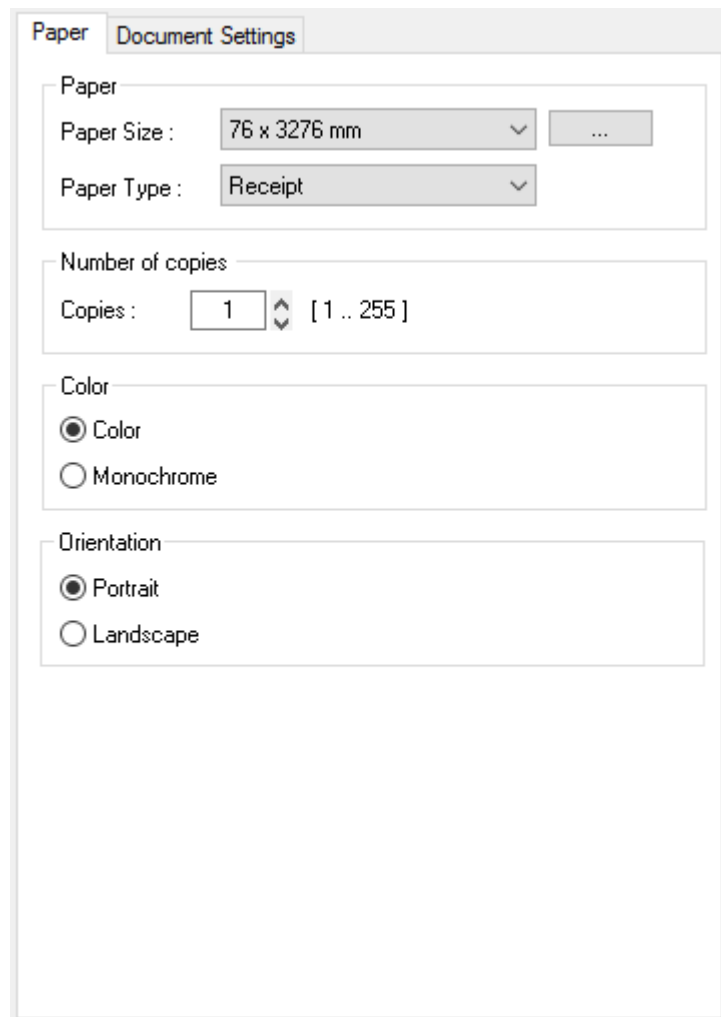 Paper Document Settings
Paper
Paper Size : 76 x 3276 mm ...
Paper Type : Receipt
Number of copies
Copies : 1 [ 1 .. 255 ]
Color
Color
Monochrome
Orientation
Portrait
Landscape